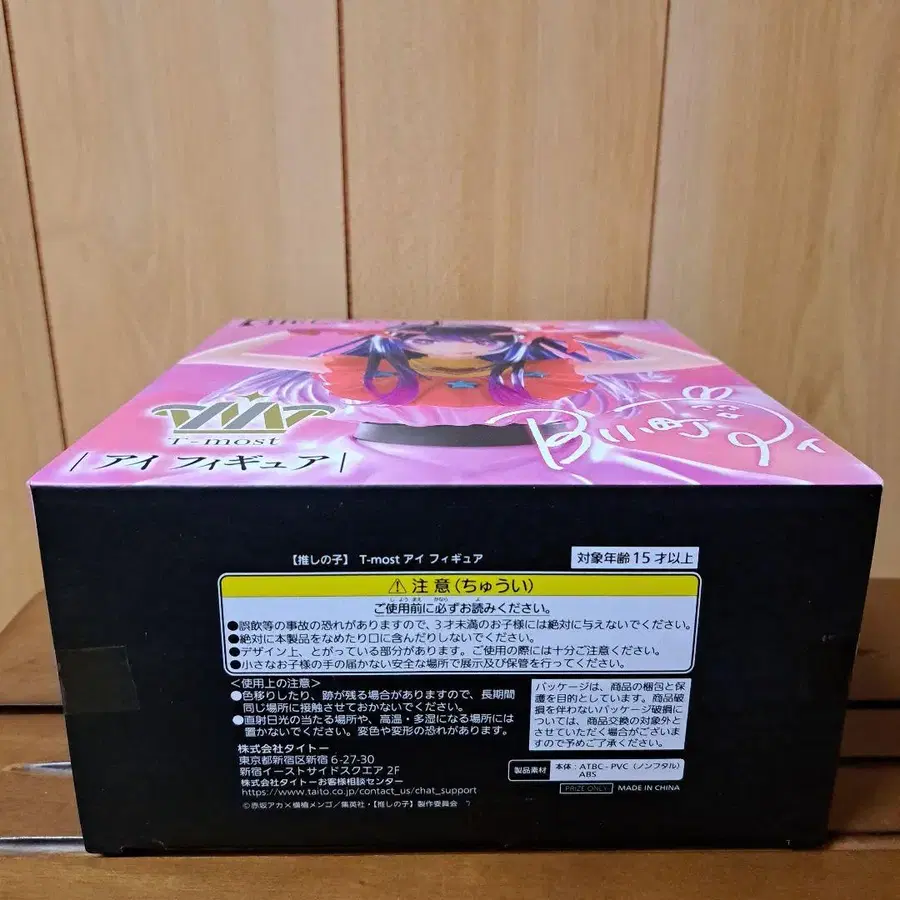 T-most
アイ フィギュア
B小町
アイ
【推しの子】 T-most アイ フィギュア
対象年齢15才以上
⚠注意(ちゅうい)
ご使用前に必ずお読みください。
●誤飲等の事故の恐れがありますので、3才未満のお子様には絶対に与えないでください。
●絶対に本製品をなめたり口に含んだりしないでください。
●デザイン上、とがっている部分があります。ご使用の際には十分ご注意ください。
●小さなお子様の手の届かない安全な場所で展示及び保管を行ってください。
<使用上の注意>
●色移りしたり、跡が残る場合がありますので、長期間
同じ場所に接触させておかないでください。
●直射日光の当たる場所や、高温・多湿になる場所には
置かないでください。変色や変形の恐れがあります。
パッケージは、商品の梱包と保
護を目的としています。商品破
損を伴わないパッケージ破損に
ついては、商品交換の対象外と
させていただく場合がございま
すので予めご了承ください。
株式会社タイトー
東京都新宿区新宿 6-27-30
新宿イーストサイドスクエア 2F
株式会社タイトーお客様相談センター
https://www.taito.co.jp/contact_us/chat_support
©赤坂アカ×横槍メンゴ/集英社・【推しの子】製作委員会
製品素材
本体:ATBC-PVC(ノンフタル)
ABS
PRIZE ONLY
MADE IN CHINA